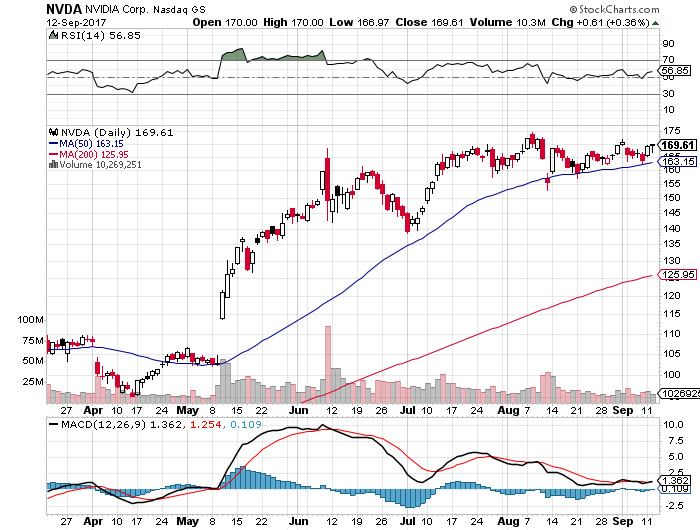 NVDA NVIDIA Corp. Nasdaq GS © StockCharts.com
12-Sep-2017 Open 170.00 High 170.00 Low 166.97 Close 169.61 Volume 10.3M Chg +0.61 (+0.36%)
RSI(14) 56.85
90
70
56.85
50
30
10
NVDA (Daily) 169.61
MA(50) 163.15
MA(200) 125.95
Volume 10,269,251
175
169.61
165
163.15
160
155
150
145
140
135
130
125.95
120
115
110
105
100
100M
75M
50M
25M
1026925
27 Apr 10 17 24 May 8 15 22 Jun 12 19 26 Jul 10 17 24 Aug 7 14 21 28 Sep 11
MACD(12,26,9) 1.362, 1.254, 0.109
10.0
7.5
5.0
2.5
1.362
0.109
-2.5
27 Apr 10 17 24 May 8 15 22 Jun 12 19 26 Jul 10 17 24 Aug 7 14 21 28 Sep 11